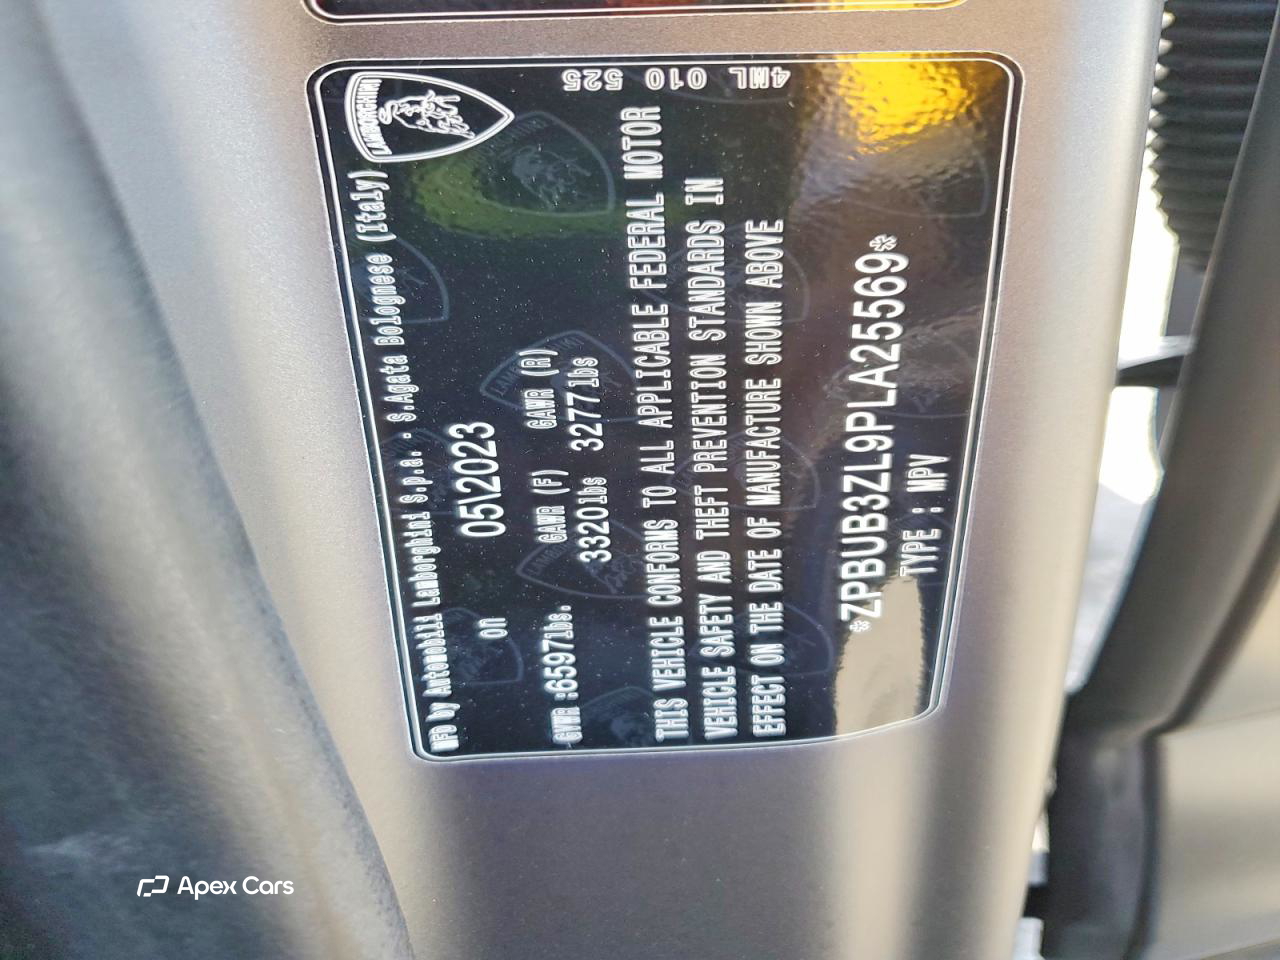 LAMBORGHINI
MFD by Automobili Lamborghini S.p.a. - S.Agata Bolognese (Italy)
on 05\2023
GVWR :6597lbs. GAWR (F) GAWR (R)
3320lbs 3277lbs
THIS VEHICLE CONFORMS TO ALL APPLICABLE FEDERAL MOTOR
VEHICLE SAFETY AND THEFT PREVENTION STANDARDS IN
EFFECT ON THE DATE OF MANUFACTURE SHOWN ABOVE
*ZPBUB3ZL9PLA25569*
TYPE : MPV
4ML 010 525
Apex Cars